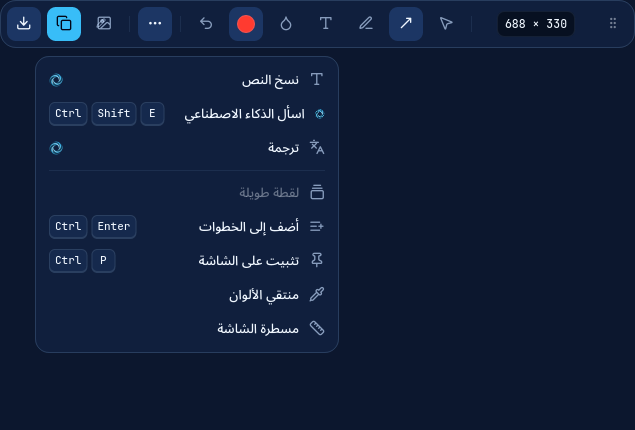 688 × 330
نسخ النص
اسأل الذكاء الاصطناعي Ctrl Shift E
ترجمة
لقطة طويلة
أضف إلى الخطوات Ctrl Enter
تثبيت على الشاشة Ctrl P
منتقي الألوان
مسطرة الشاشة